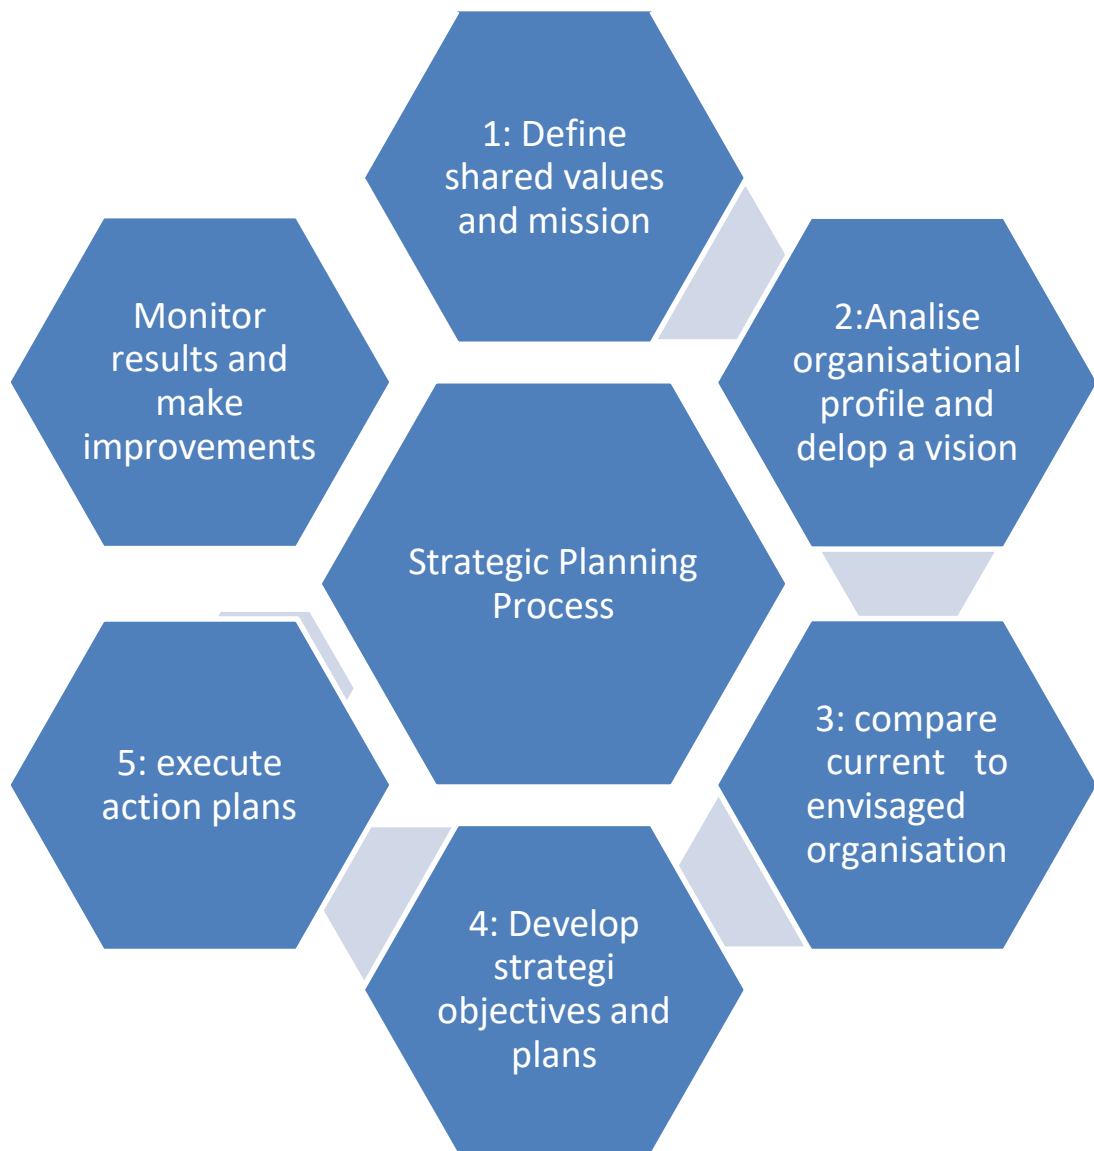 1: Define
shared values
and mission
2:Analise
organisational
profile and
delop a vision
3: compare
current to
envisaged
organisation
4: Develop
strategi
objectives and
plans
5: execute
action plans
Monitor
results and
make
improvements
Strategic Planning
Process